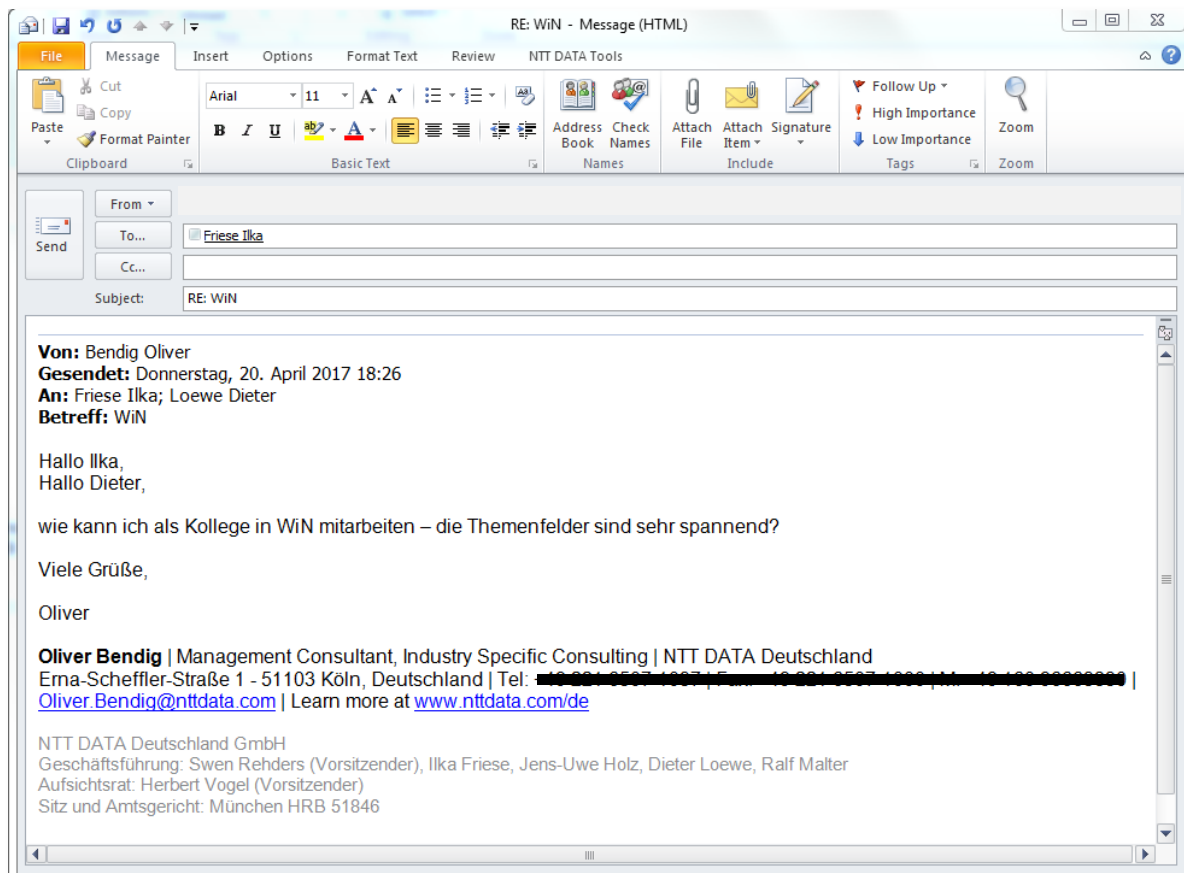 RE: WiN - Message (HTML)
File Message Insert Options Format Text Review NTT DATA Tools
Paste
Cut
Copy
Format Painter
Clipboard
Arial 11
B I U
Basic Text
Address Book
Check Names
Names
Attach File
Attach Item
Signature
Include
Follow Up
High Importance
Low Importance
Tags
Zoom
Zoom
Send
From
To... Friese Ilka
Cc...
Subject: RE: WiN
Von: Bendig Oliver
Gesendet: Donnerstag, 20. April 2017 18:26
An: Friese Ilka; Loewe Dieter
Betreff: WiN
Hallo Ilka,
Hallo Dieter,
wie kann ich als Kollege in WiN mitarbeiten – die Themenfelder sind sehr spannend?
Viele Grüße,
Oliver
Oliver Bendig | Management Consultant, Industry Specific Consulting | NTT DATA Deutschland
Erna-Scheffler-Straße 1 - 51103 Köln, Deutschland | Tel: |
Oliver.Bendig@nttdata.com | Learn more at www.nttdata.com/de
NTT DATA Deutschland GmbH
Geschäftsführung: Swen Rehders (Vorsitzender), Ilka Friese, Jens-Uwe Holz, Dieter Loewe, Ralf Malter
Aufsichtsrat: Herbert Vogel (Vorsitzender)
Sitz und Amtsgericht: München HRB 51846